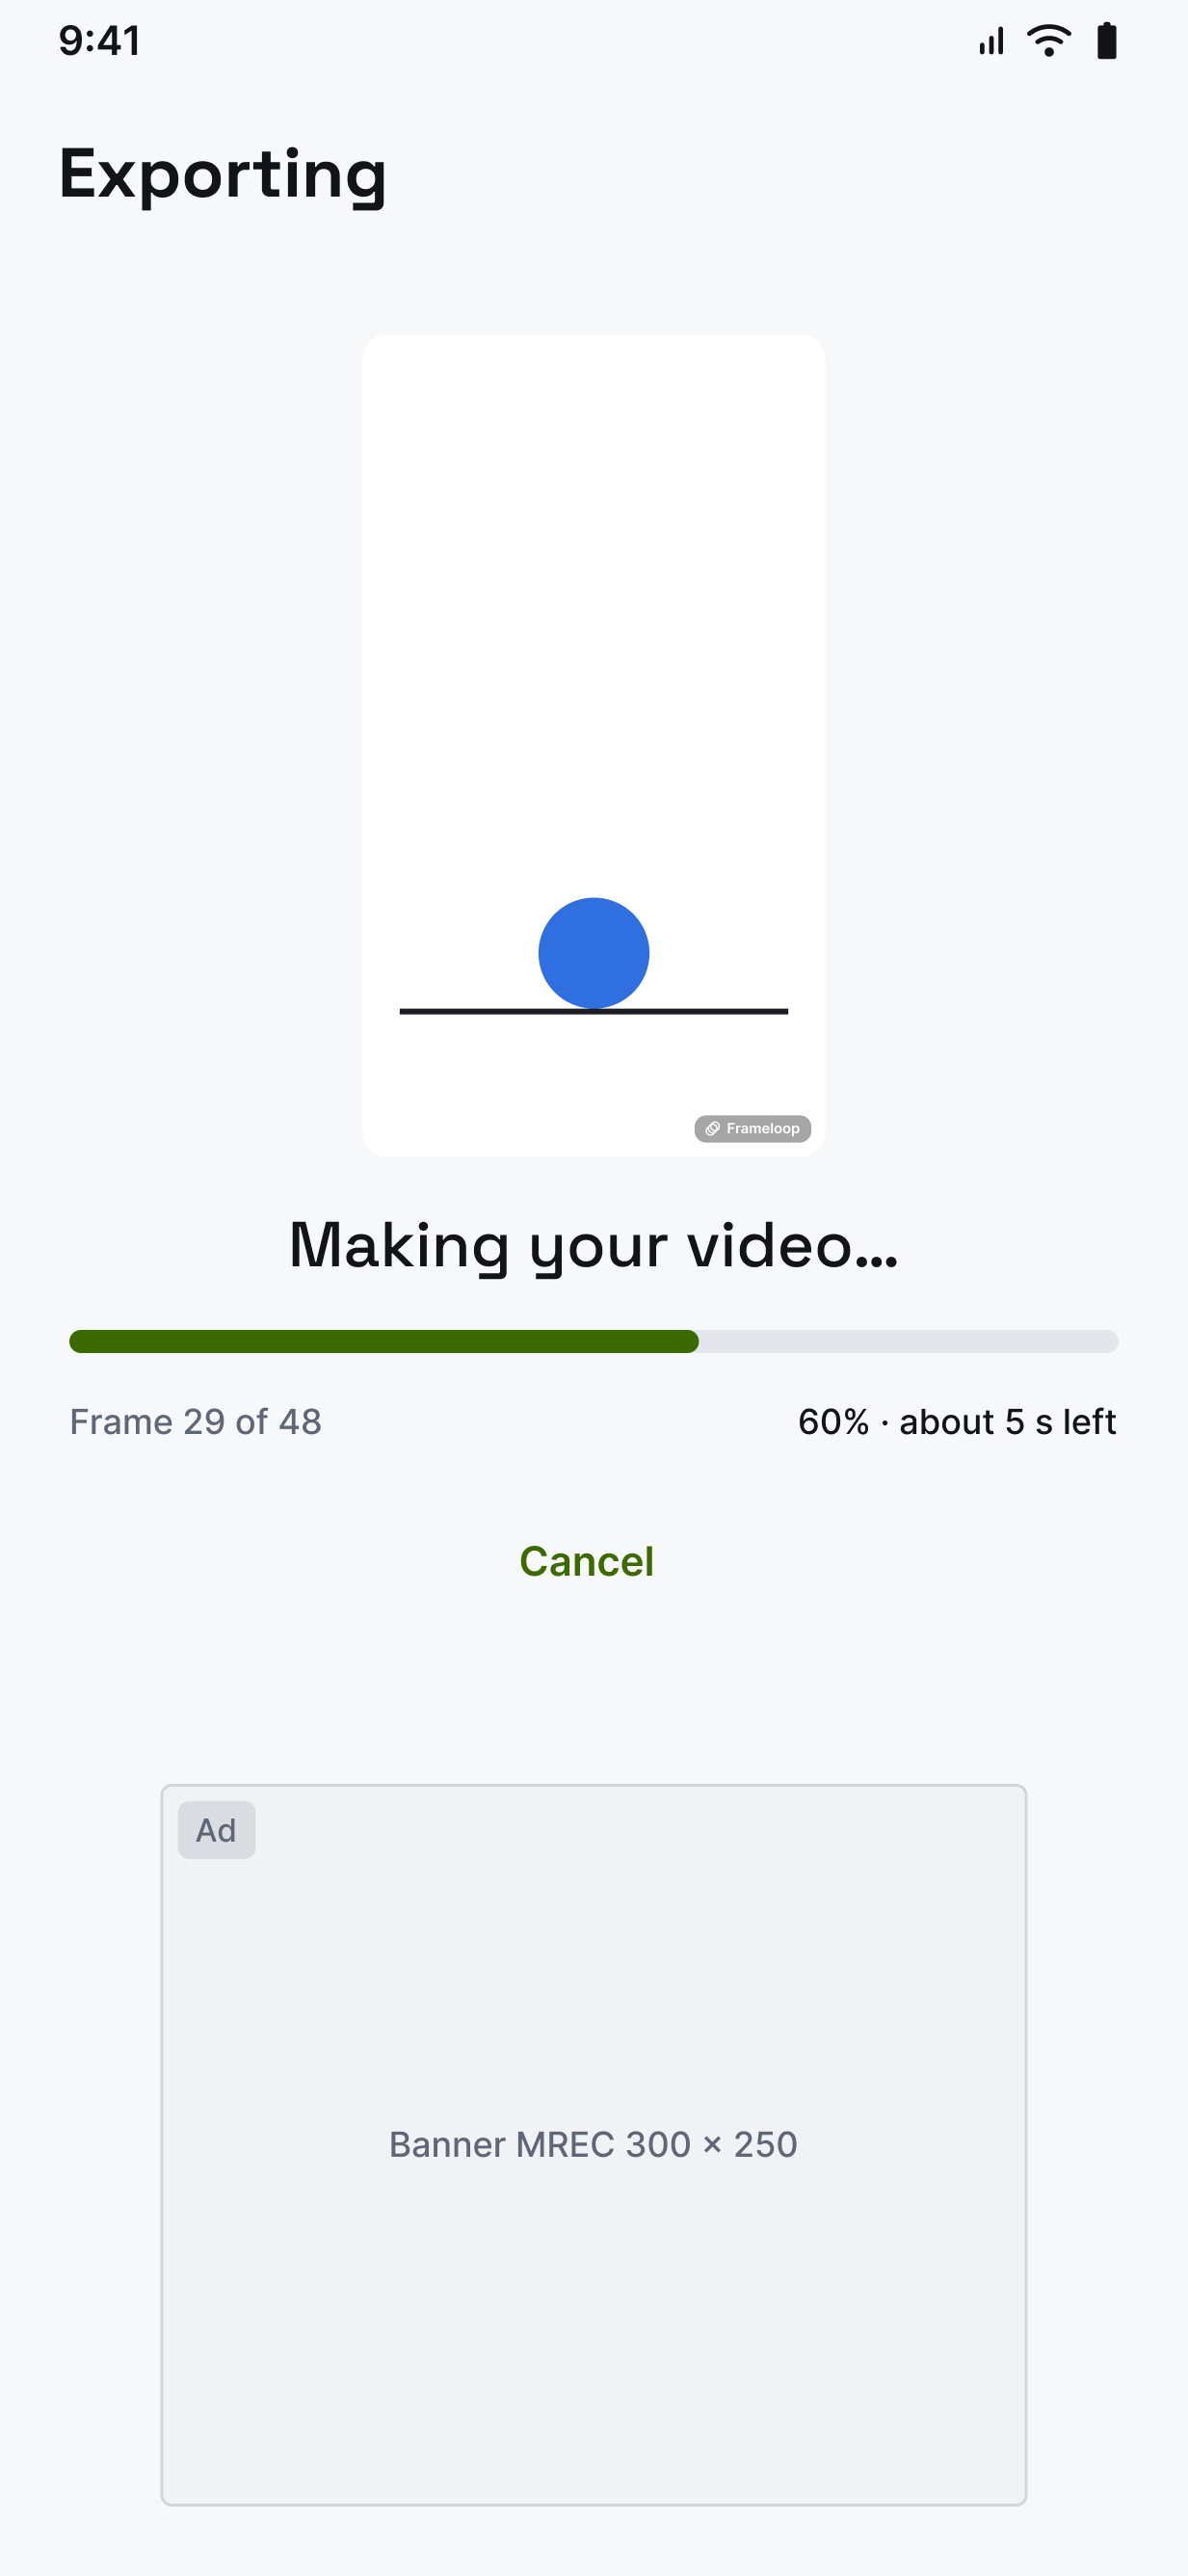 9:41
Exporting
Frameloop
Making your video...
Frame 29 of 48
60% · about 5 s left
Cancel
Ad
Banner MREC 300 × 250